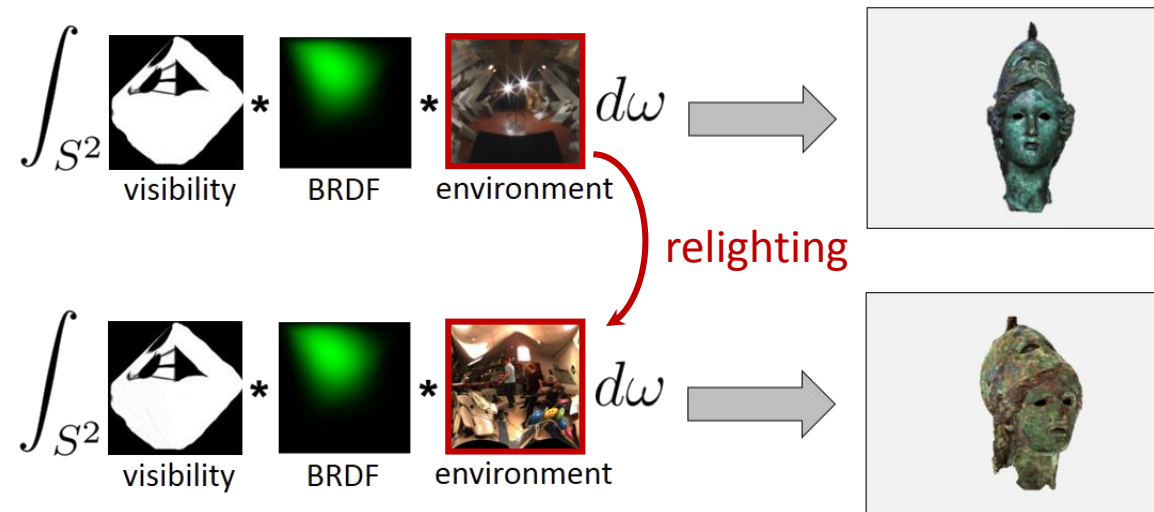 ∫S² * * dω
visibility BRDF environment
relighting
∫S² * * dω
visibility BRDF environment